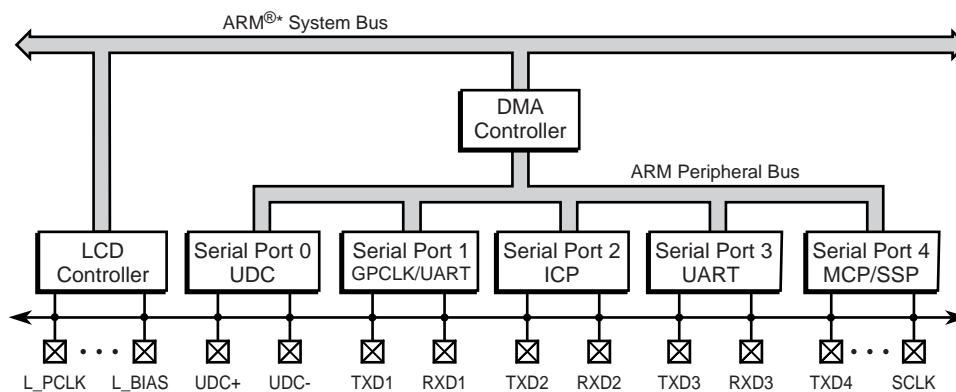 ARM®* System Bus
DMA
Controller
ARM Peripheral Bus
LCD
Controller
Serial Port 0
UDC
Serial Port 1
GPCLK/UART
Serial Port 2
ICP
Serial Port 3
UART
Serial Port 4
MCP/SSP
L_PCLK
L_BIAS
UDC+
UDC-
TXD1
RXD1
TXD2
RXD2
TXD3
RXD3
TXD4
SCLK